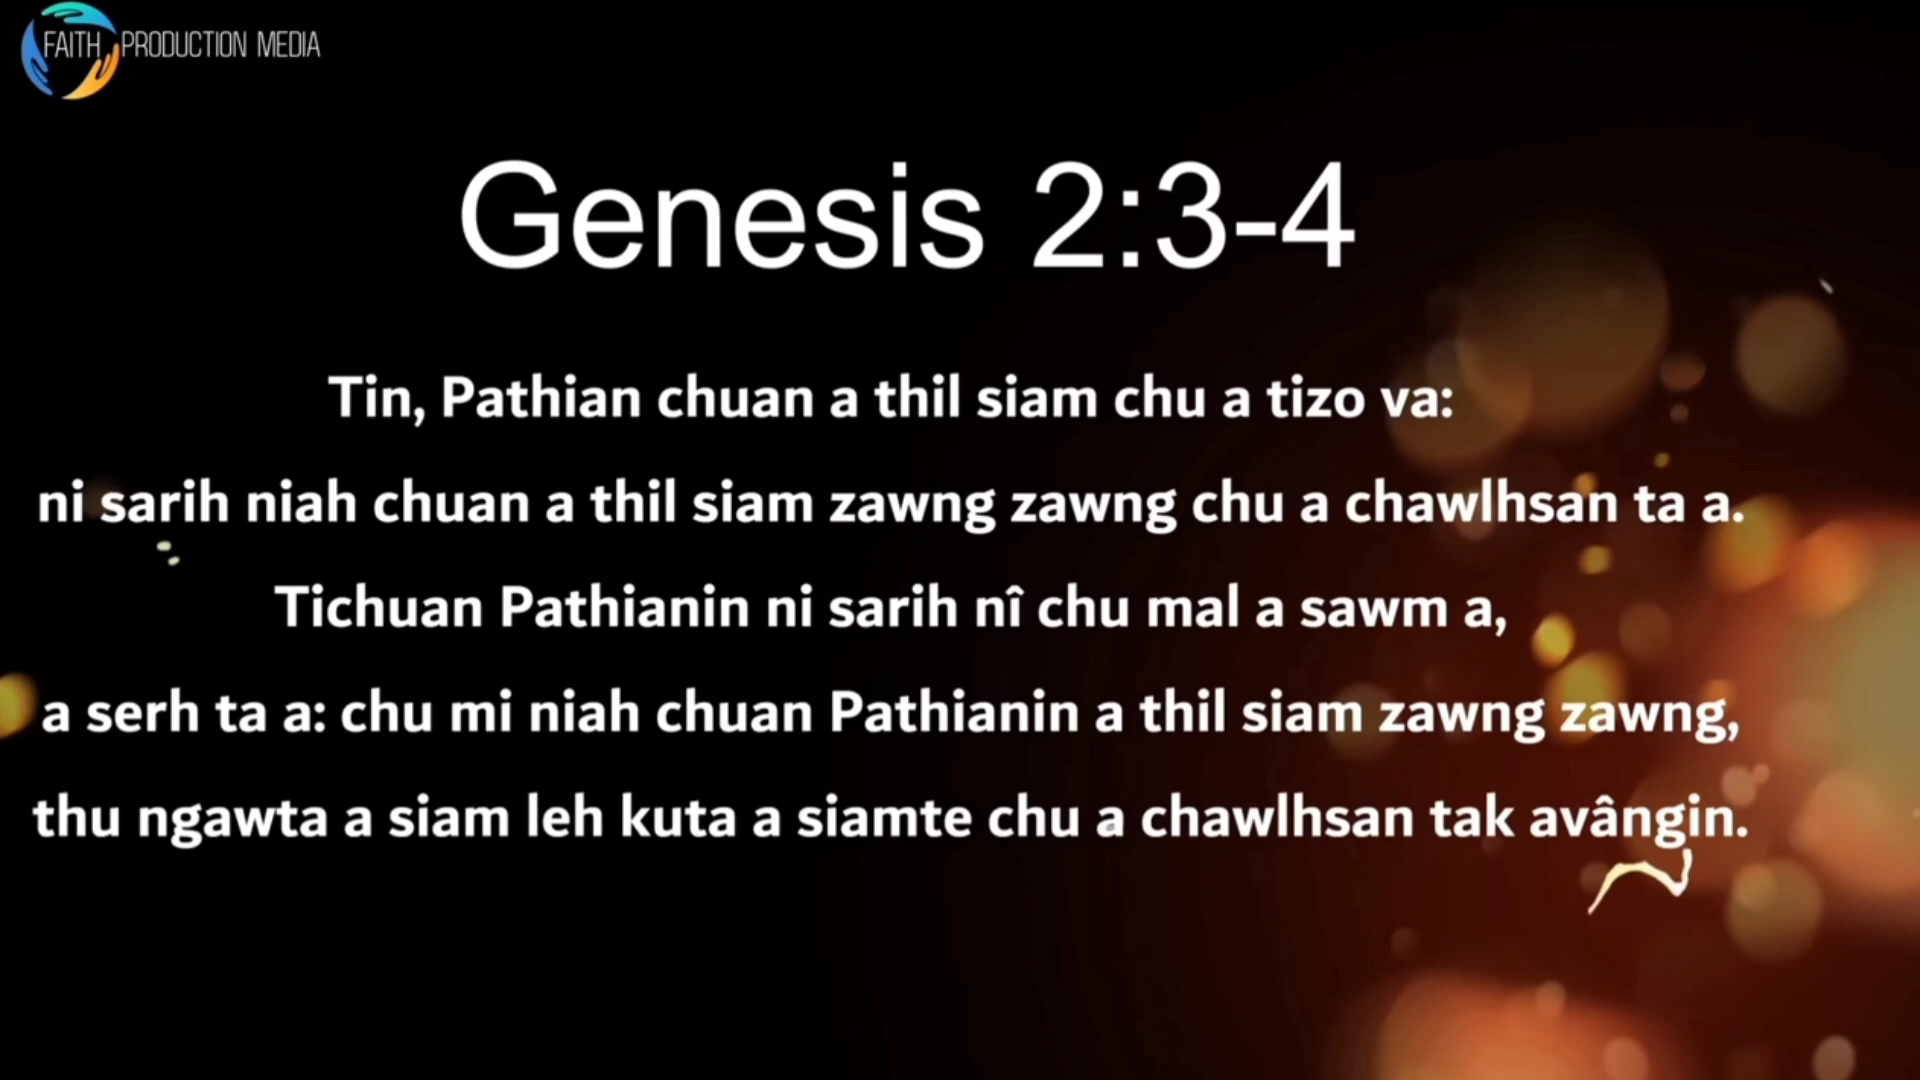 FAITH PRODUCTION MEDIA
Genesis 2:3-4
Tin, Pathian chuan a thil siam chu a tizo va:
ni sarih niah chuan a thil siam zawng zawng chu a chawlhsan ta a.
Tichuan Pathianin ni sarih nî chu mal a sawm a,
a serh ta a: chu mi niah chuan Pathianin a thil siam zawng zawng,
thu ngawta a siam leh kuta a siamte chu a chawlhsan tak avângin.